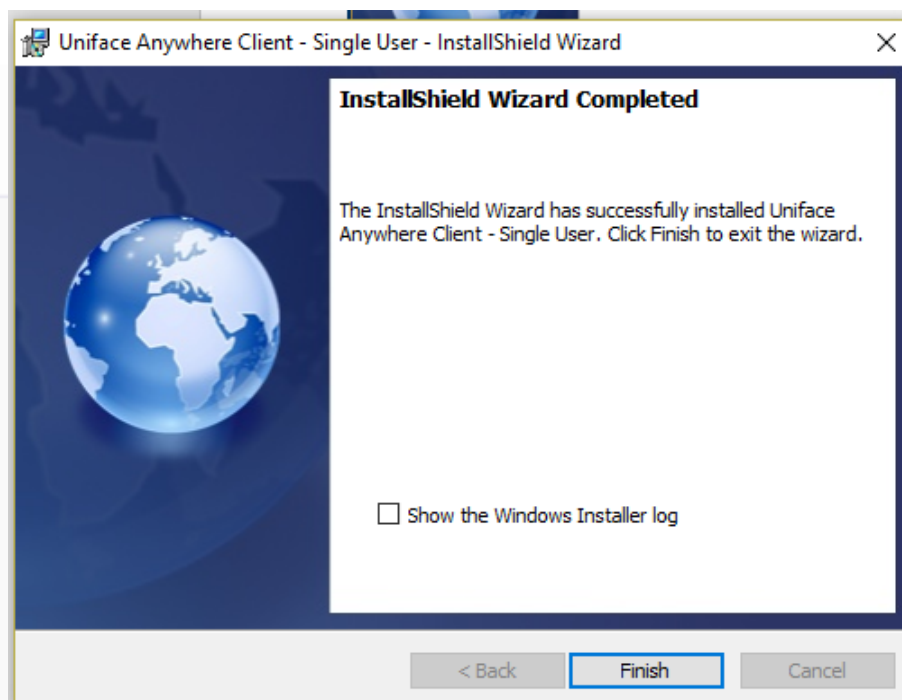 Uniface Anywhere Client - Single User - InstallShield Wizard
InstallShield Wizard Completed
The InstallShield Wizard has successfully installed Uniface
Anywhere Client - Single User. Click Finish to exit the wizard.
Show the Windows Installer log
< Back
Finish
Cancel